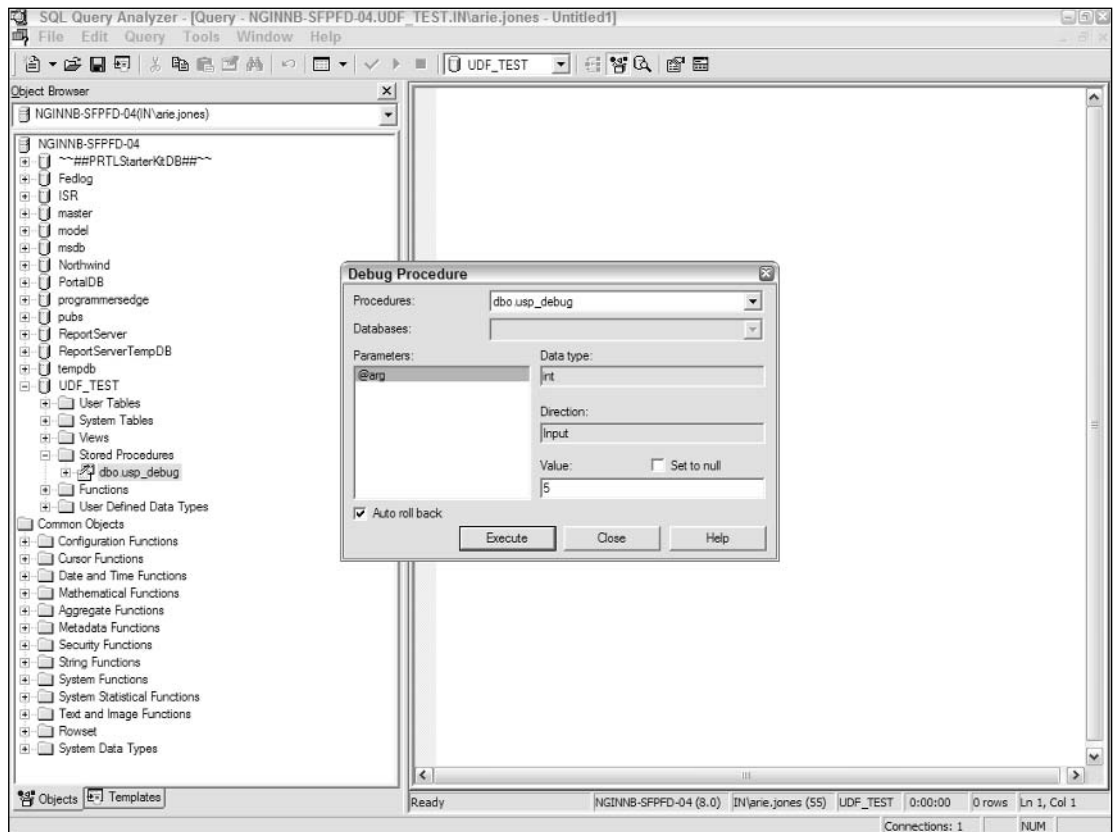 SQL Query Analyzer - [Query - NGINNB-SFPFD-04.UDF_TEST.IN\arie.jones - Untitled1]
File Edit Query Tools Window Help
UDF_TEST
Object Browser
NGINNB-SFPFD-04(IN\arie.jones)
NGINNB-SFPFD-04
~~##PRTLStarterKitDB##~~
Fedlog
ISR
master
model
msdb
Northwind
PortalDB
programmersedge
pubs
ReportServer
ReportServerTempDB
tempdb
UDF_TEST
User Tables
System Tables
Views
Stored Procedures
dbo.usp_debug
Functions
User Defined Data Types
Common Objects
Configuration Functions
Cursor Functions
Date and Time Functions
Mathematical Functions
Aggregate Functions
Metadata Functions
Security Functions
String Functions
System Functions
System Statistical Functions
Text and Image Functions
Rowset
System Data Types
Objects Templates
Debug Procedure
Procedures: dbo.usp_debug
Databases:
Parameters: Data type:
@arg int
Direction:
Input
Value: Set to null
5
Auto roll back
Execute Close Help
Ready NGINNB-SFPFD-04 (8.0) IN\arie.jones (55) UDF_TEST 0:00:00 0 rows Ln 1, Col 1
Connections: 1 NUM